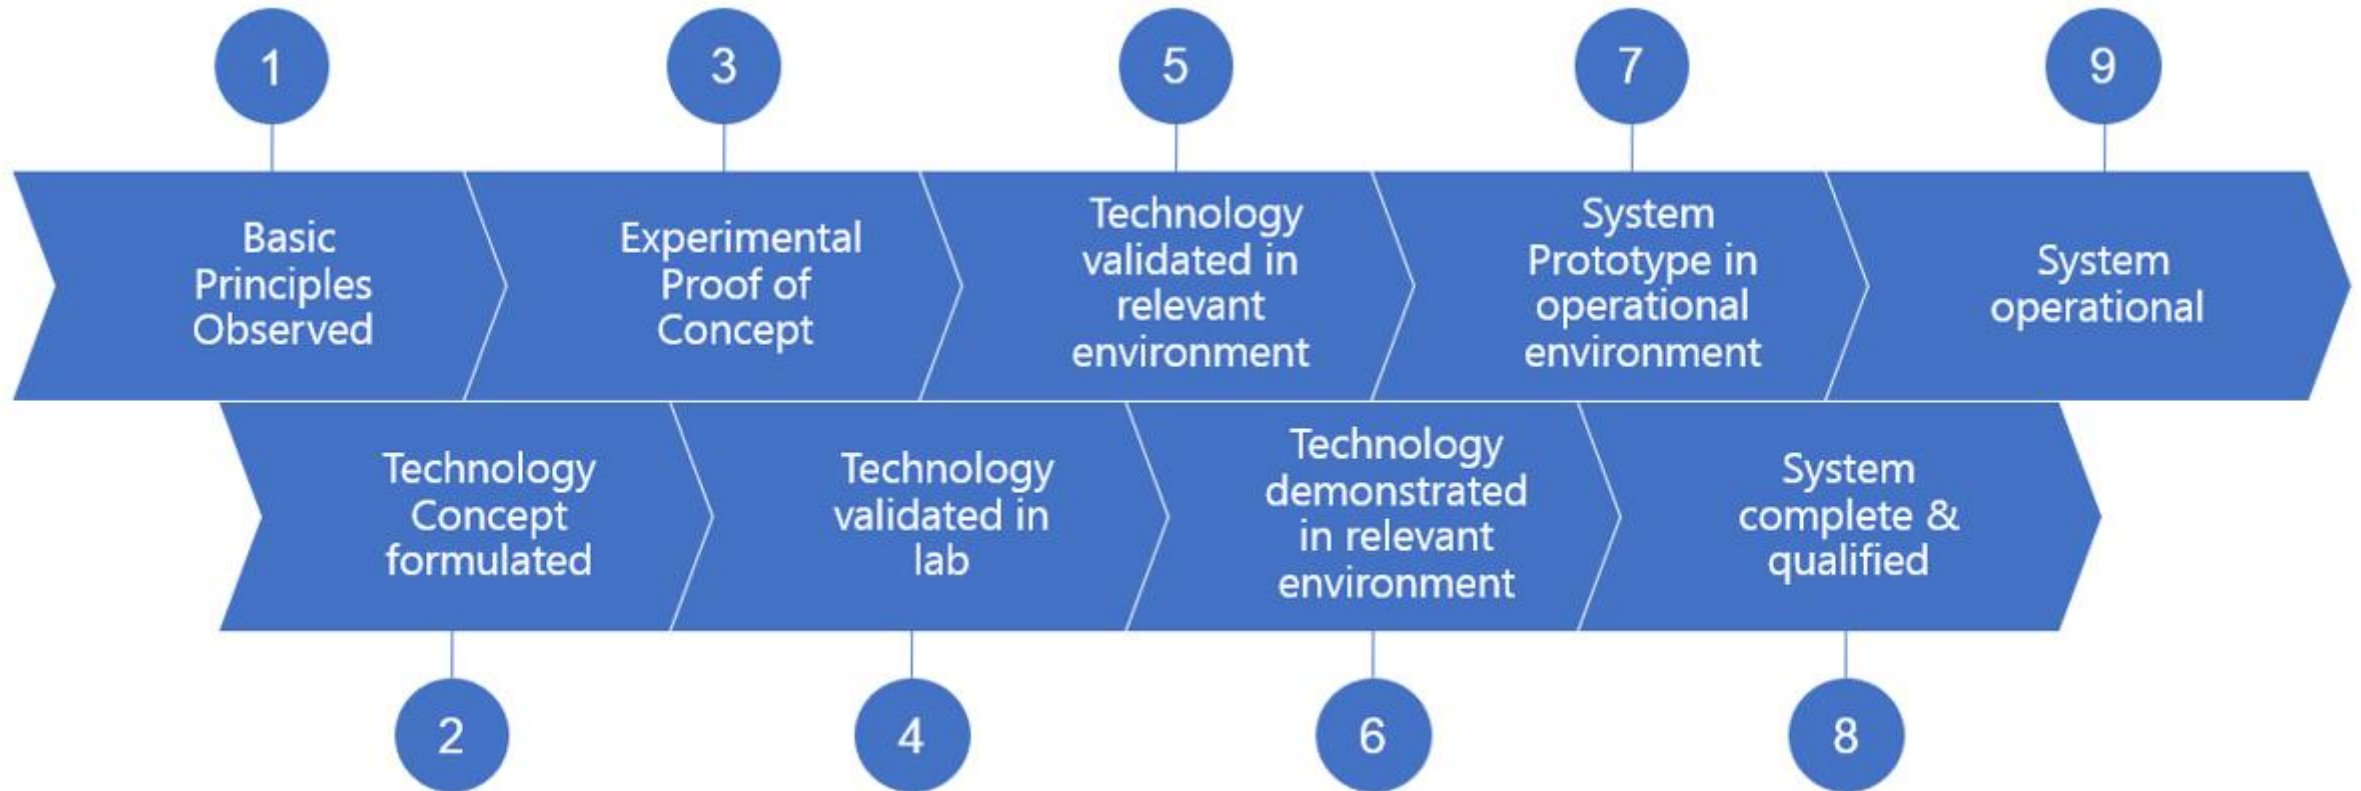 1
3
5
7
9
Basic
Principles
Observed
Experimental
Proof of
Concept
Technology
validated in
relevant
environment
System
Prototype in
operational
environment
System
operational
Technology
Concept
formulated
Technology
validated in
lab
Technology
demonstrated
in relevant
environment
System
complete &
qualified
2
4
6
8